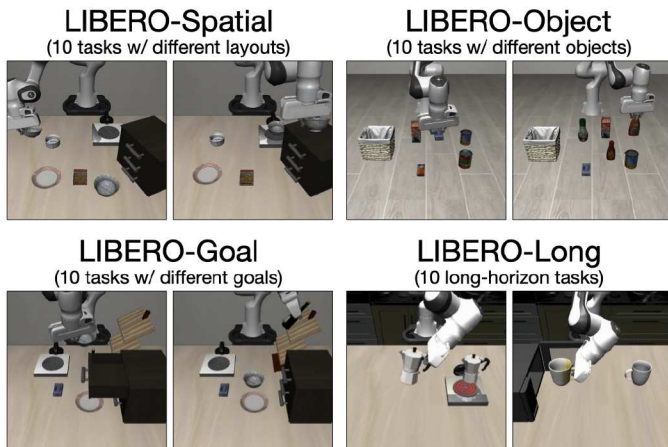 LIBERO-Spatial
(10 tasks w/ different layouts)
LIBERO-Object
(10 tasks w/ different objects)
LIBERO-Goal
(10 tasks w/ different goals)
LIBERO-Long
(10 long-horizon tasks)